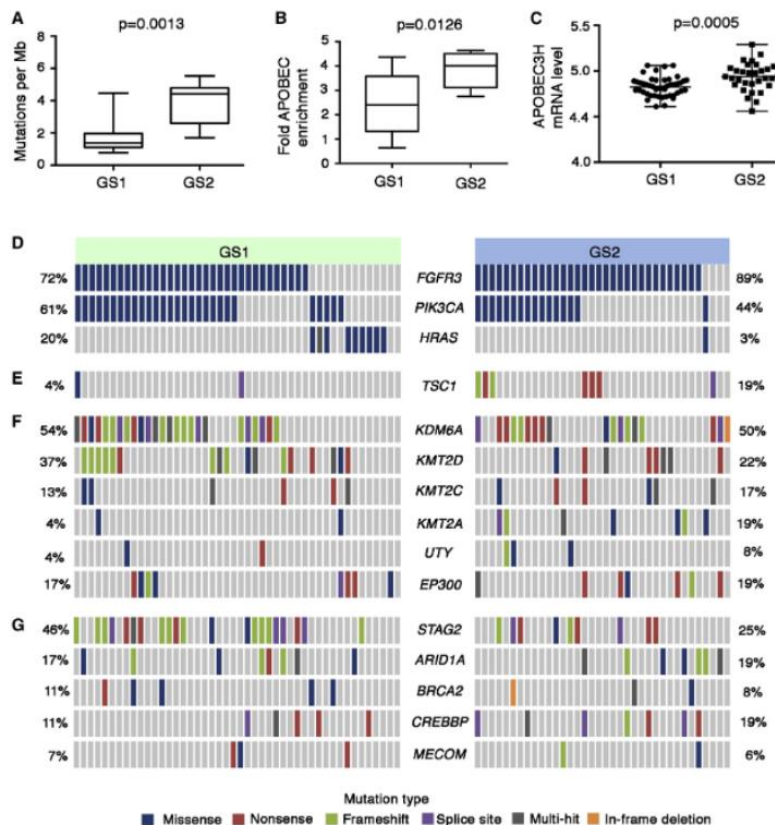 A
p=0.0013
Mutations per Mb
8
6
4
2
0
GS1
GS2
B
p=0.0126
Fold APOBEC
enrichment
5
4
3
2
1
0
GS1
GS2
C
p=0.0005
APOBEC3H
mRNA level
5.0
4.4
4.0
GS1
GS2
D
GS1
GS2
72% FGFR3 89%
61% PIK3CA 44%
20% HRAS 3%
E
4% TSC1 19%
F
54% KDM6A 50%
37% KMT2D 22%
13% KMT2C 17%
4% KMT2A 19%
4% UTY 8%
17% EP300 19%
G
46% STAG2 25%
17% ARID1A 19%
11% BRCA2 8%
11% CREBBP 19%
7% MECOM 6%
Mutation type
Missense Nonsense Frameshift Splice site Multi-hit In-frame deletion